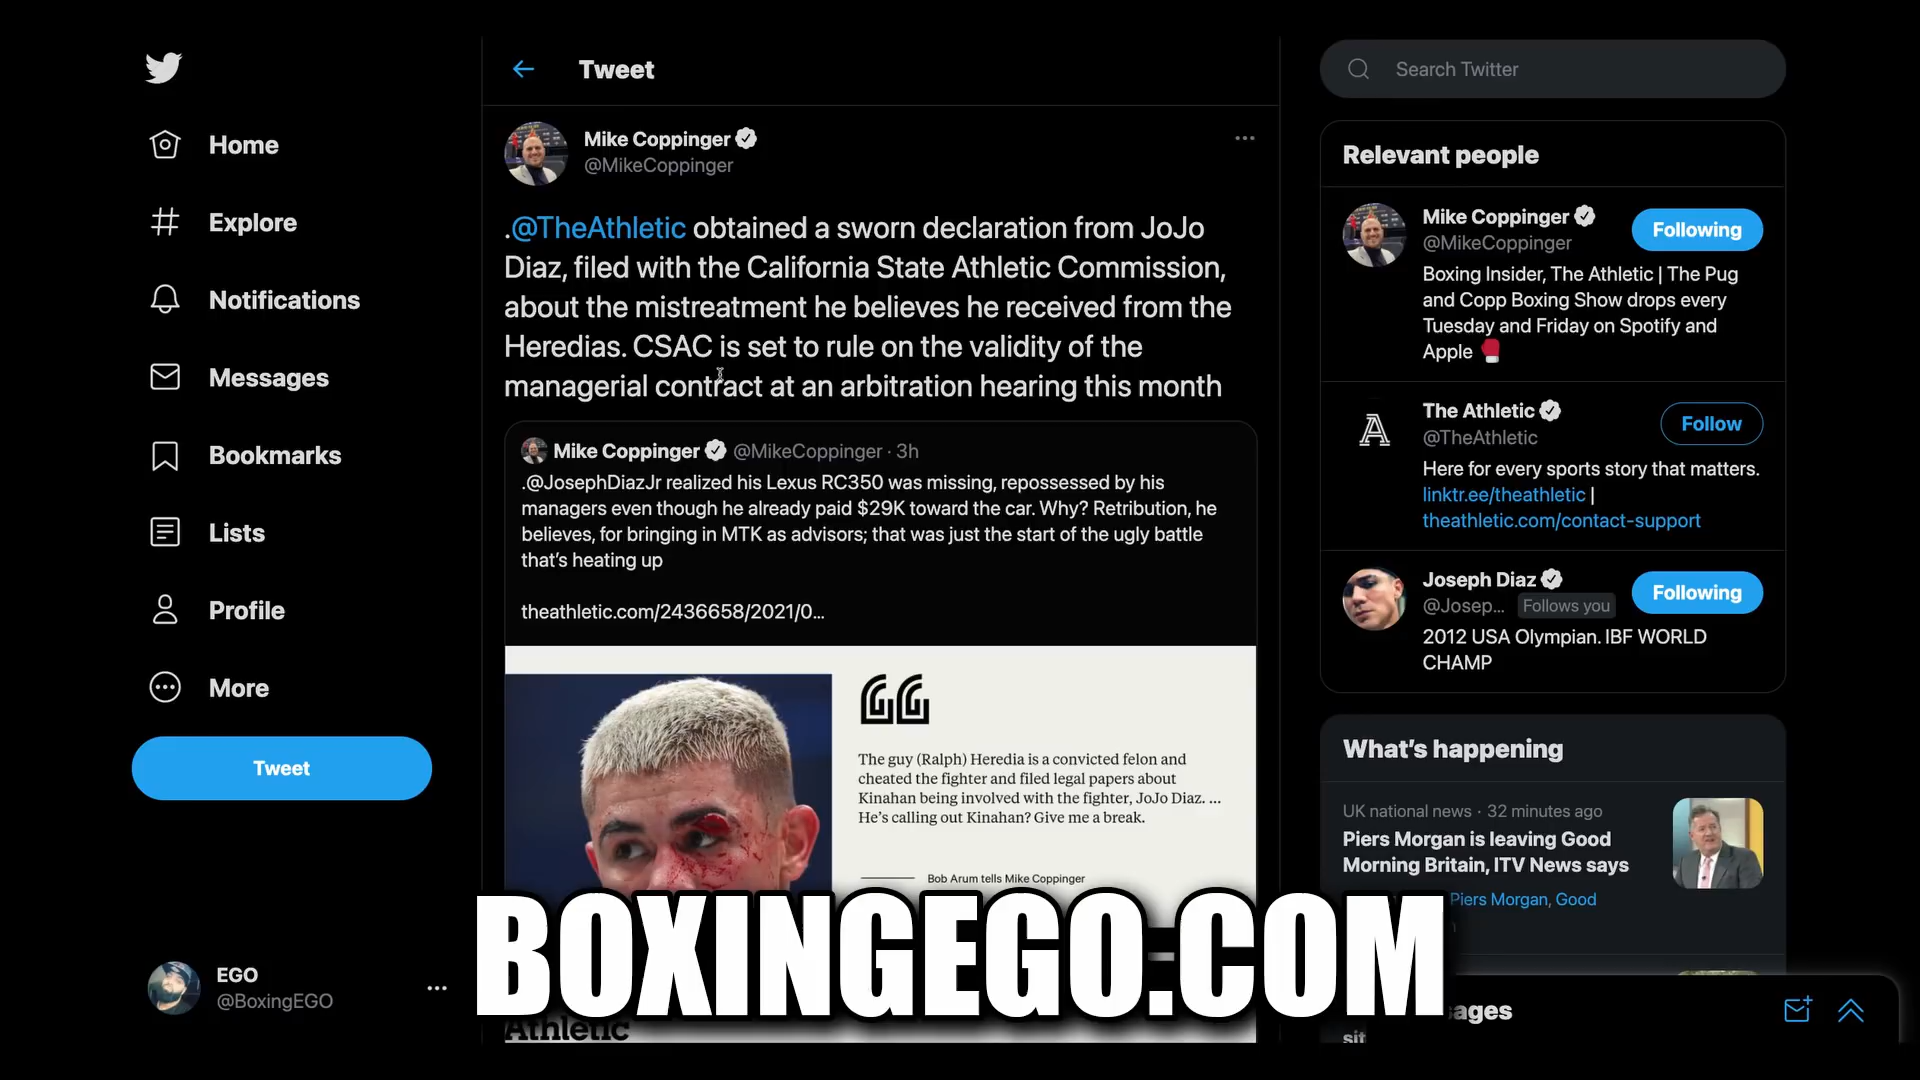 Home
Explore
Notifications
Messages
Bookmarks
Lists
Profile
More
Tweet
EGO
@BoxingEGO
Tweet
Mike Coppinger
@MikeCoppinger
.@TheAthletic obtained a sworn declaration from JoJo
Diaz, filed with the California State Athletic Commission,
about the mistreatment he believes he received from the
Heredias. CSAC is set to rule on the validity of the
managerial contract at an arbitration hearing this month
Mike Coppinger @MikeCoppinger · 3h
.@JosephDiazJr realized his Lexus RC350 was missing, repossessed by his
managers even though he already paid $29K toward the car. Why? Retribution, he
believes, for bringing in MTK as advisors; that was just the start of the ugly battle
that's heating up
theathletic.com/2436658/2021/0...
The guy (Ralph) Heredia is a convicted felon and
cheated the fighter and filed legal papers about
Kinahan being involved with the fighter, JoJo Diaz. ...
He's calling out Kinahan? Give me a break.
Bob Arum tells Mike Coppinger
Athletic
BOXINGEGO.COM
Search Twitter
Relevant people
Mike Coppinger
@MikeCoppinger
Following
Boxing Insider, The Athletic | The Pug
and Copp Boxing Show drops every
Tuesday and Friday on Spotify and
Apple
The Athletic
@TheAthletic
Follow
Here for every sports story that matters.
linktr.ee/theathletic |
theathletic.com/contact-support
Joseph Diaz
@Josep... Follows you
Following
2012 USA Olympian. IBF WORLD
CHAMP
What's happening
UK national news · 32 minutes ago
Piers Morgan is leaving Good
Morning Britain, ITV News says
Piers Morgan, Good